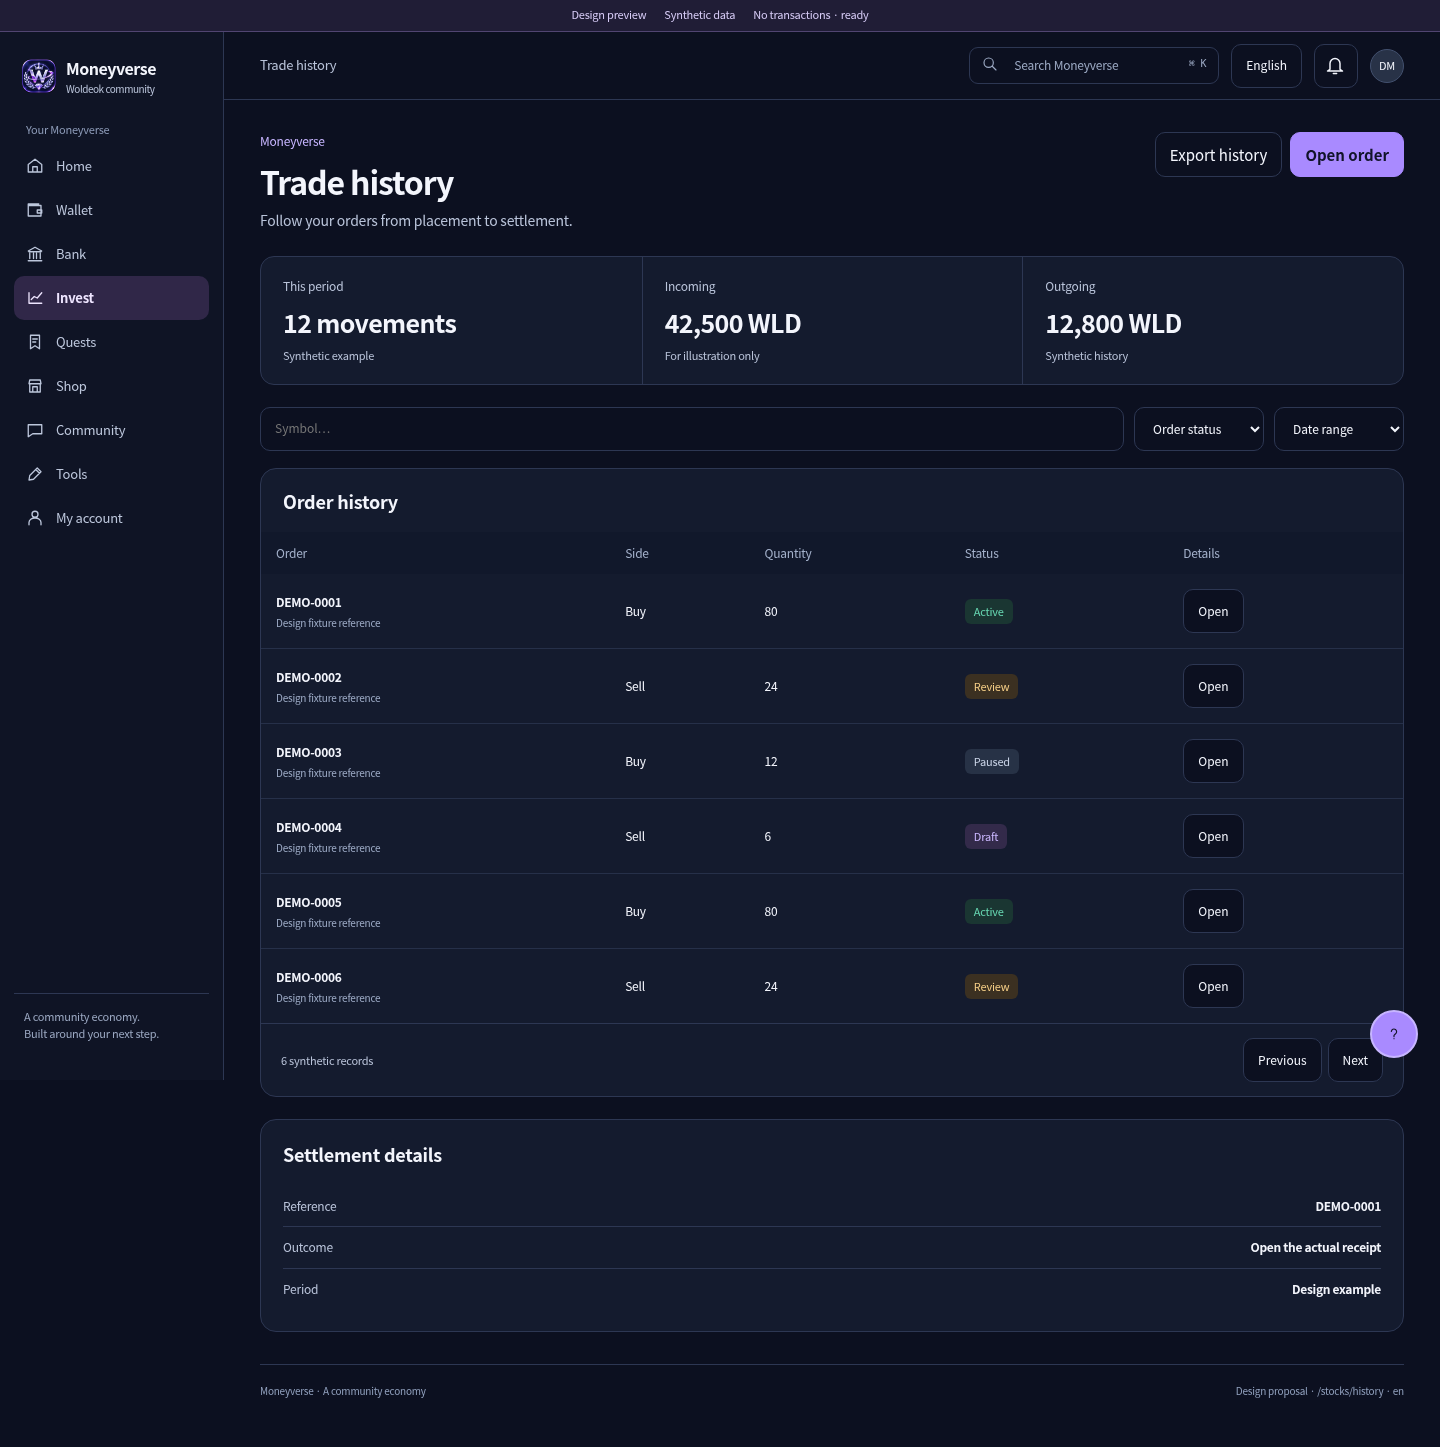 Design preview Synthetic data No transactions · ready
Moneyverse
Woldeok community
Your Moneyverse
Home
Wallet
Bank
Invest
Quests
Shop
Community
Tools
My account
A community economy.
Built around your next step.
Trade history
Search Moneyverse ⌘ K
English
DM
Moneyverse
Trade history
Follow your orders from placement to settlement.
Export history
Open order
This period
12 movements
Synthetic example
Incoming
42,500 WLD
For illustration only
Outgoing
12,800 WLD
Synthetic history
Symbol…
Order status
Date range
Order history
Order Side Quantity Status Details
DEMO-0001 Buy 80 Active Open
Design fixture reference
DEMO-0002 Sell 24 Review Open
Design fixture reference
DEMO-0003 Buy 12 Paused Open
Design fixture reference
DEMO-0004 Sell 6 Draft Open
Design fixture reference
DEMO-0005 Buy 80 Active Open
Design fixture reference
DEMO-0006 Sell 24 Review Open
Design fixture reference
6 synthetic records
Previous
Next
?
Settlement details
Reference DEMO-0001
Outcome Open the actual receipt
Period Design example
Moneyverse · A community economy
Design proposal · /stocks/history · en